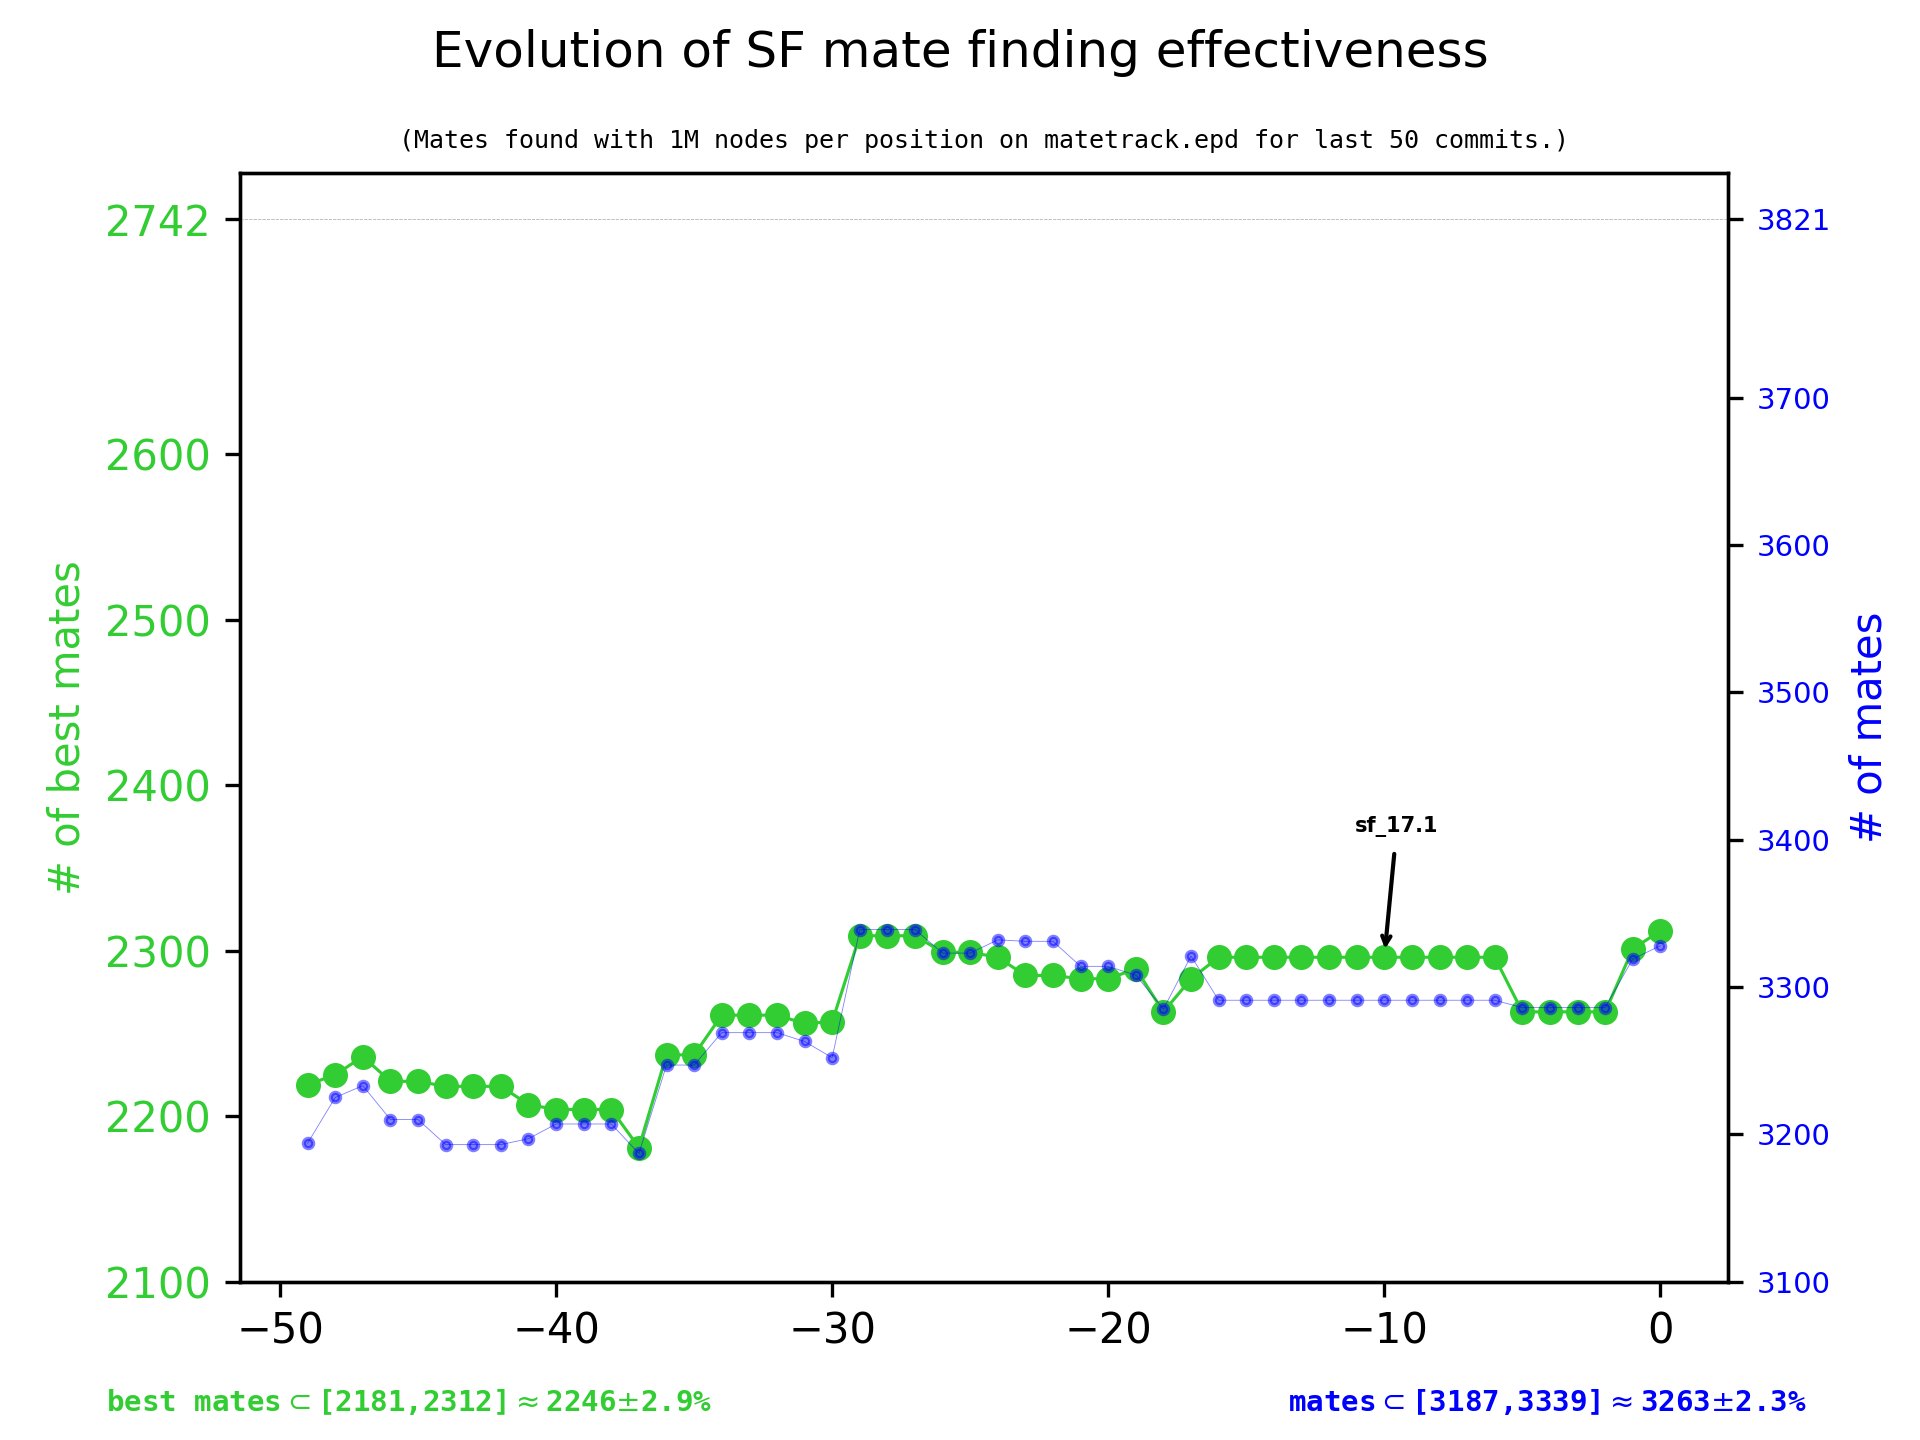 Evolution of SF mate finding effectiveness
(Mates found with 1M nodes per position on matetrack.epd for last 50 commits.)
# of best mates
2742
2600
2500
2400
2300
2200
2100
3821
3700
3600
3500
3400
3300
3200
3100
# of mates
sf_17.1
−50 −40 −30 −20 −10 0
best mates ⊂ [2181,2312] ≈ 2246±2.9%
mates ⊂ [3187,3339] ≈ 3263±2.3%